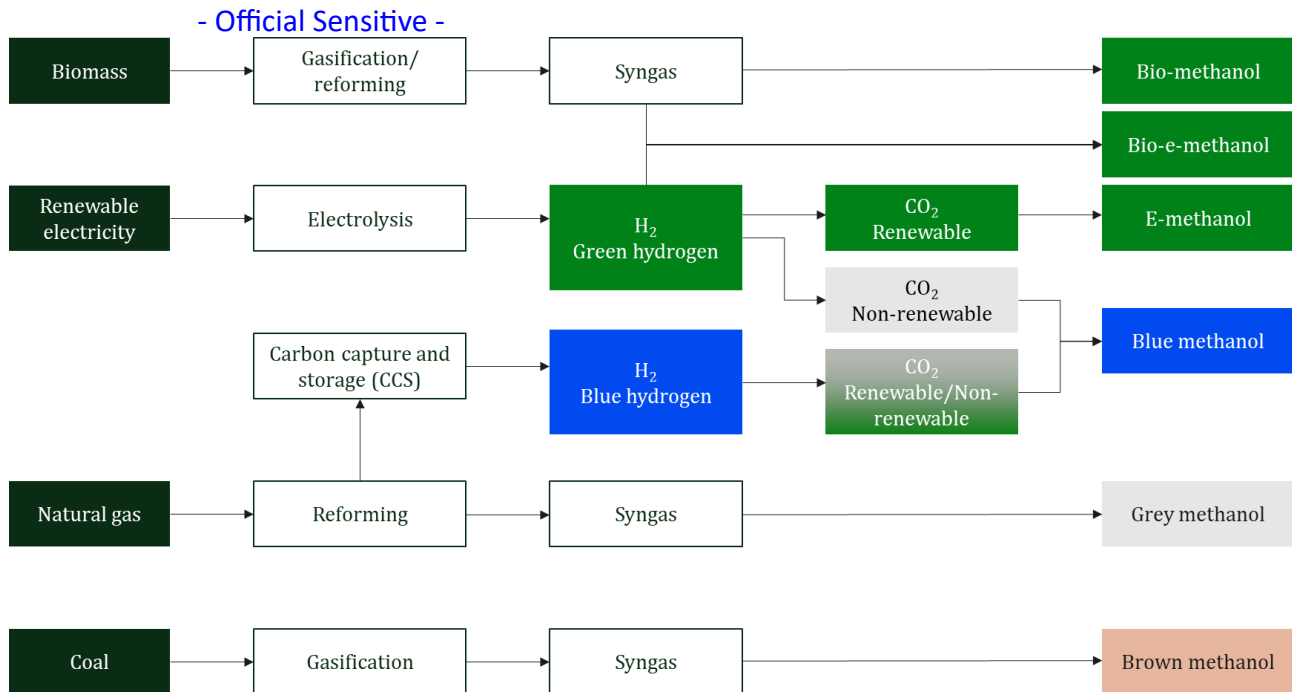 - Official Sensitive -
Biomass
Gasification/
reforming
Syngas
Bio-methanol
Bio-e-methanol
Renewable
electricity
Electrolysis
H₂
Green hydrogen
CO₂
Renewable
E-methanol
CO₂
Non-renewable
Carbon capture and
storage (CCS)
H₂
Blue hydrogen
CO₂
Renewable/Non-
renewable
Blue methanol
Natural gas
Reforming
Syngas
Grey methanol
Coal
Gasification
Syngas
Brown methanol